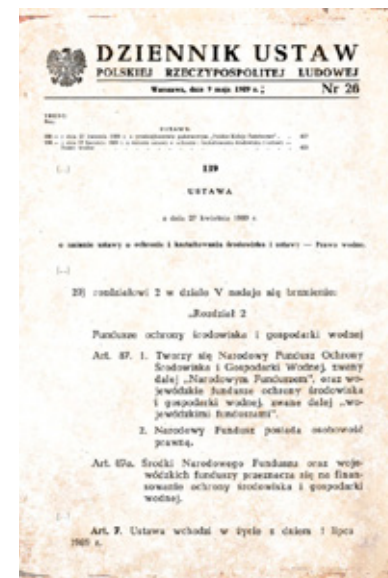 DZIENNIK USTAW
POLSKIEJ RZECZYPOSPOLITEJ LUDOWEJ
Warszawa, dnia 9 maja 1989 r.
Nr 26
USTAWA
z dnia 27 kwietnia 1989 r.
o zmianie ustawy o ochronie i kształtowaniu środowiska i ustawy — Prawo wodne.
[...]
29) rozdziałowi 2 w dziale V nadaje się brzmienie:
„Rozdział 2
Fundusze ochrony środowiska i gospodarki wodnej
Art. 87. 1. Tworzy się Narodowy Fundusz Ochrony
Środowiska i Gospodarki Wodnej, zwany
dalej „Narodowym Funduszem", oraz wo-
jewódzkie fundusze ochrony środowiska
i gospodarki wodnej, zwane dalej „wo-
jewódzkimi funduszami".
2. Narodowy Fundusz posiada osobowość
prawną.
Art. 87a. Środki Narodowego Funduszu oraz woje-
wódzkich funduszy przeznacza się na finan-
sowanie ochrony środowiska i gospodarki
wodnej.
[...]
Art. 7. Ustawa wchodzi w życie z dniem 1 lipca
1989 r.